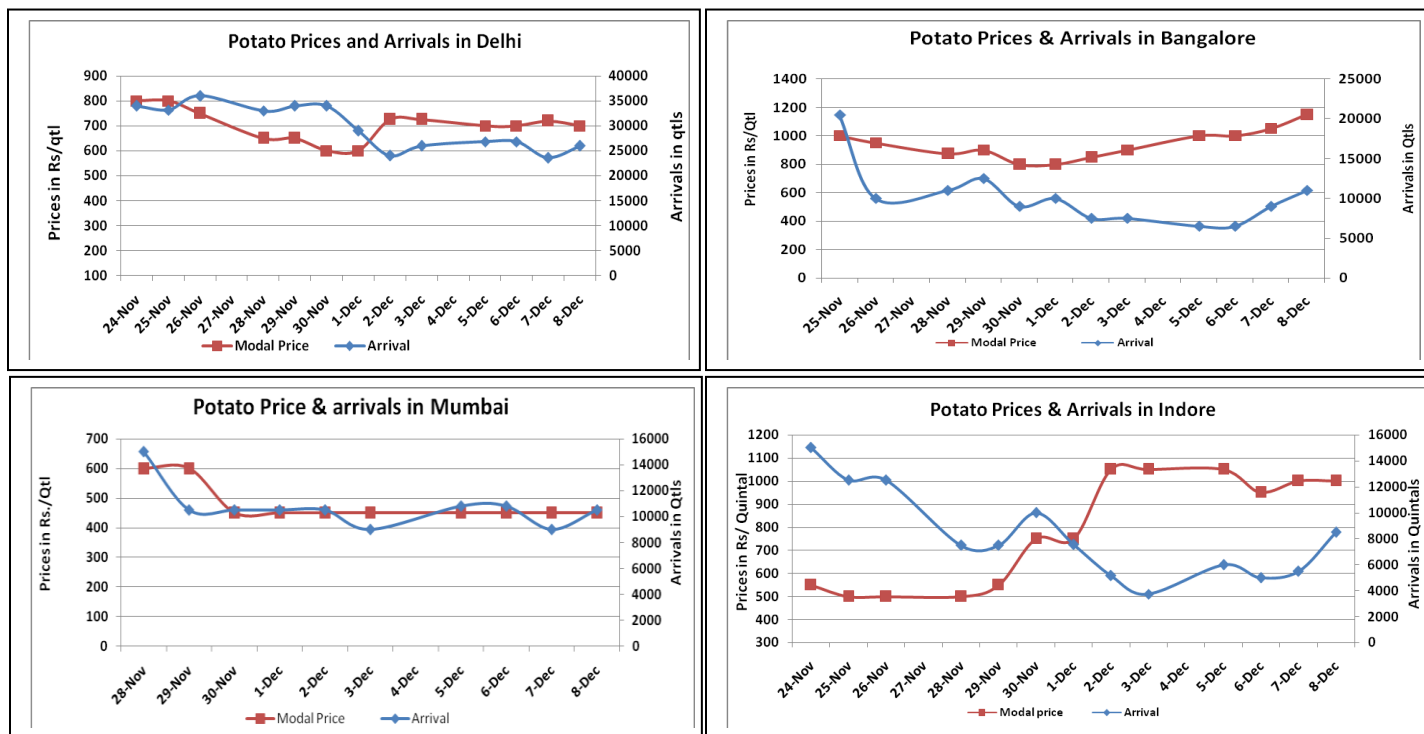 Potato Prices and Arrivals in Delhi
Prices in Rs/qtl
900
800
700
600
500
400
300
200
100
40000
35000
30000
25000
20000
15000
10000
5000
0
Arrivals in qtls
24-Nov
25-Nov
26-Nov
27-Nov
28-Nov
29-Nov
30-Nov
1-Dec
2-Dec
3-Dec
4-Dec
5-Dec
6-Dec
7-Dec
8-Dec
Modal Price
Arrival
Potato Prices & Arrivals in Bangalore
Prices in Rs/Qtl
1400
1200
1000
800
600
400
200
0
25000
20000
15000
10000
5000
0
Arrivals in Qtls
25-Nov
26-Nov
27-Nov
28-Nov
29-Nov
30-Nov
1-Dec
2-Dec
3-Dec
4-Dec
5-Dec
6-Dec
7-Dec
8-Dec
Modal Price
Arrival
Potato Price & arrivals in Mumbai
Prices in Rs./Qtl
700
600
500
400
300
200
100
0
16000
14000
12000
10000
8000
6000
4000
2000
0
Arrivals in Qtls
28-Nov
29-Nov
30-Nov
1-Dec
2-Dec
3-Dec
4-Dec
5-Dec
6-Dec
7-Dec
8-Dec
Modal Price
Arrival
Potato Prices & Arrivals in Indore
Prices in Rs/ Quintal
1200
1100
1000
900
800
700
600
500
400
300
16000
14000
12000
10000
8000
6000
4000
2000
0
Arrivals in Quintals
24-Nov
25-Nov
26-Nov
27-Nov
28-Nov
29-Nov
30-Nov
1-Dec
2-Dec
3-Dec
4-Dec
5-Dec
6-Dec
7-Dec
8-Dec
Modal price
Arrival